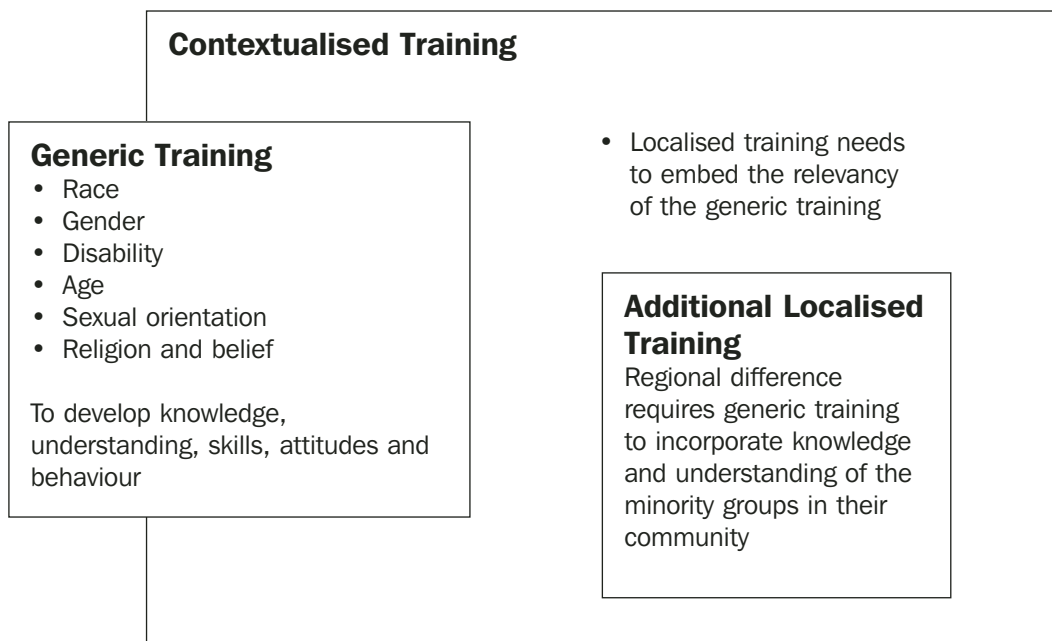 Contextualised Training
Generic Training
• Race
• Gender
• Disability
• Age
• Sexual orientation
• Religion and belief
To develop knowledge,
understanding, skills, attitudes and
behaviour
• Localised training needs
to embed the relevancy
of the generic training
Additional Localised
Training
Regional difference
requires generic training
to incorporate knowledge
and understanding of the
minority groups in their
community